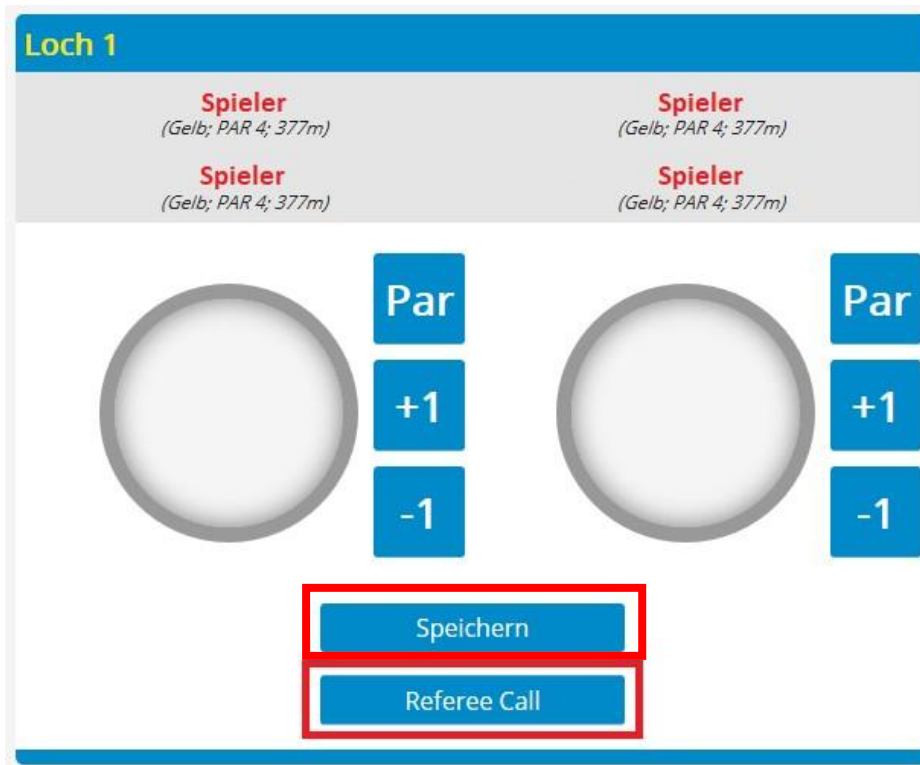 Loch 1
Spieler Spieler
(Gelb; PAR 4; 377m) (Gelb; PAR 4; 377m)
Spieler Spieler
(Gelb; PAR 4; 377m) (Gelb; PAR 4; 377m)
Par Par
+1 +1
-1 -1
Speichern
Referee Call